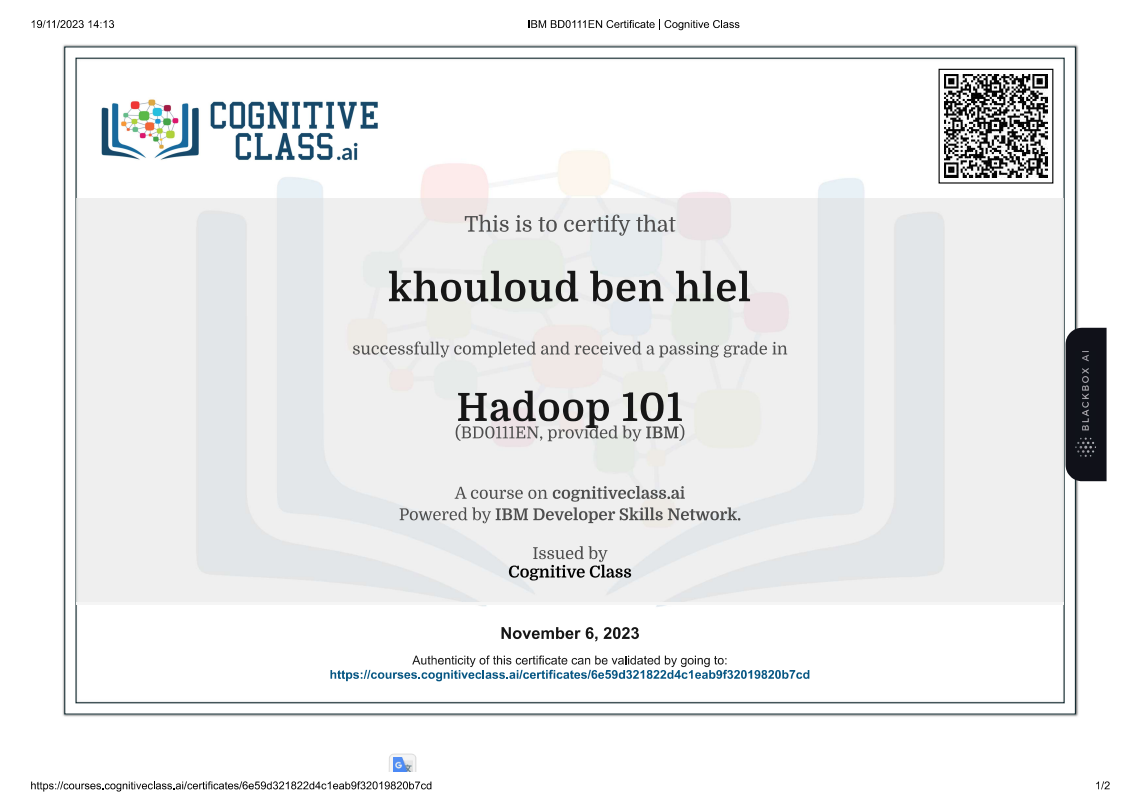 19/11/2023 14:13
IBM BD0111EN Certificate | Cognitive Class
COGNITIVE
CLASS.ai
This is to certify that
khouloud ben hlel
successfully completed and received a passing grade in
Hadoop 101
(BD0111EN, provided by IBM)
A course on cognitiveclass.ai
Powered by IBM Developer Skills Network.
Issued by
Cognitive Class
November 6, 2023
Authenticity of this certificate can be validated by going to:
https://courses.cognitiveclass.ai/certificates/6e59d321822d4c1eab9f32019820b7cd
BLACKBOX AI
G
https://courses.cognitiveclass.ai/certificates/6e59d321822d4c1eab9f32019820b7cd
1/2